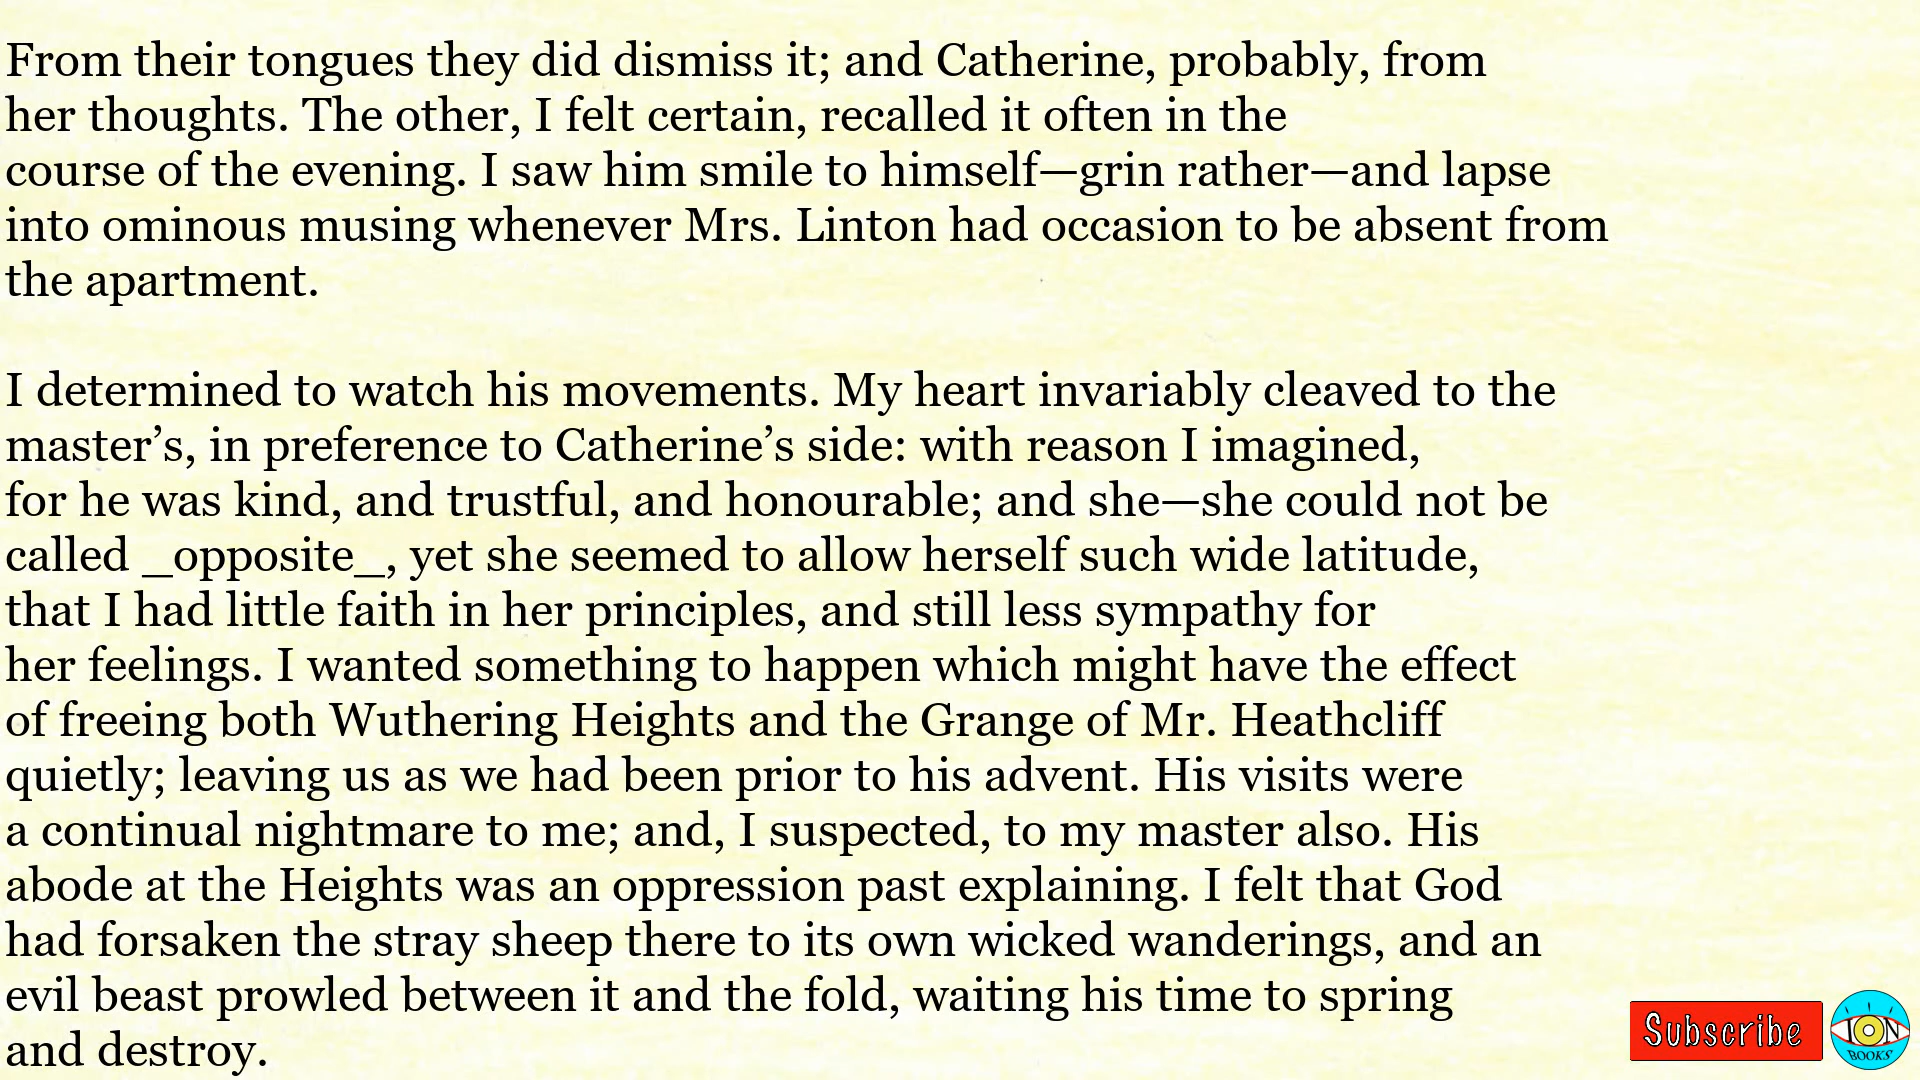 From their tongues they did dismiss it; and Catherine, probably, from
her thoughts. The other, I felt certain, recalled it often in the
course of the evening. I saw him smile to himself—grin rather—and lapse
into ominous musing whenever Mrs. Linton had occasion to be absent from
the apartment.

I determined to watch his movements. My heart invariably cleaved to the
master’s, in preference to Catherine’s side: with reason I imagined,
for he was kind, and trustful, and honourable; and she—she could not be
called _opposite_, yet she seemed to allow herself such wide latitude,
that I had little faith in her principles, and still less sympathy for
her feelings. I wanted something to happen which might have the effect
of freeing both Wuthering Heights and the Grange of Mr. Heathcliff
quietly; leaving us as we had been prior to his advent. His visits were
a continual nightmare to me; and, I suspected, to my master also. His
abode at the Heights was an oppression past explaining. I felt that God
had forsaken the stray sheep there to its own wicked wanderings, and an
evil beast prowled between it and the fold, waiting his time to spring
and destroy.
Subscribe
ION
BOOKS